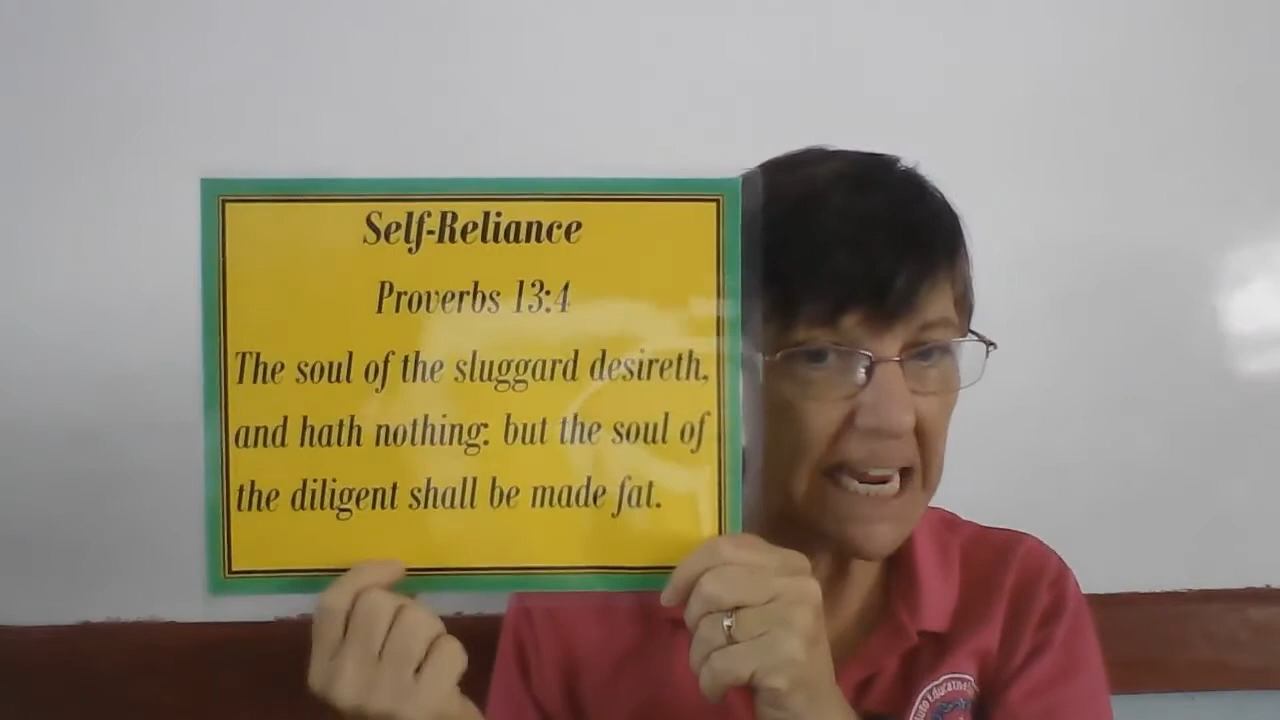 Self-Reliance
Proverbs 13:4
The soul of the sluggard desireth,
and hath nothing: but the soul of
the diligent shall be made fat.